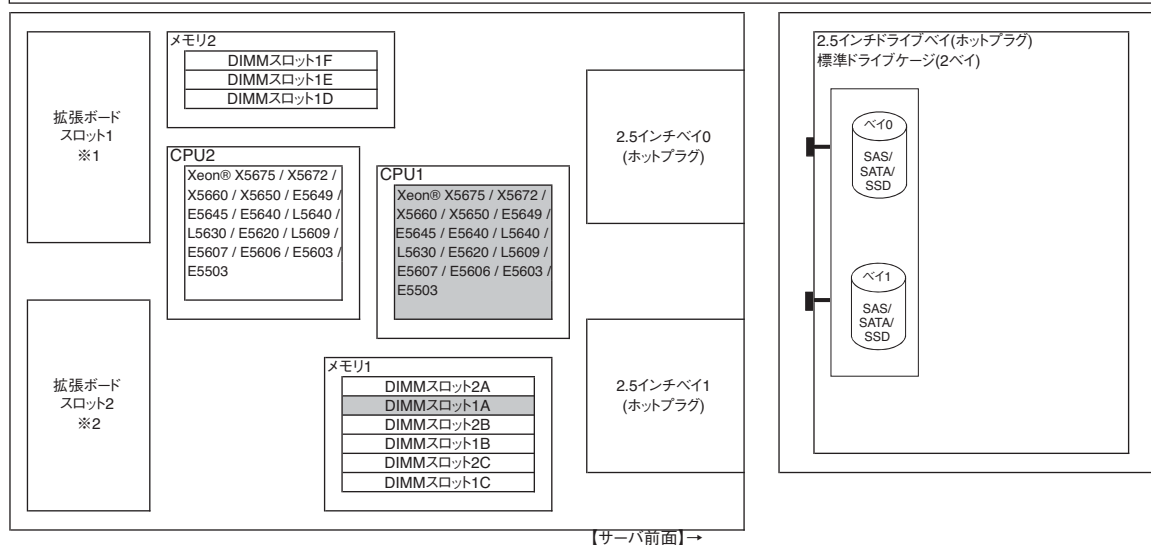 メモリ2
DIMMスロット1F
DIMMスロット1E
DIMMスロット1D
拡張ボード
スロット1
※1
CPU2
Xeon® X5675 / X5672 /
X5660 / X5650 / E5649 /
E5645 / E5640 / L5640 /
L5630 / E5620 / L5609 /
E5607 / E5606 / E5603 /
E5503
CPU1
Xeon® X5675 / X5672 /
X5660 / X5650 / E5649 /
E5645 / E5640 / L5640 /
L5630 / E5620 / L5609 /
E5607 / E5606 / E5603 /
E5503
2.5インチベイ0
(ホットプラグ)
拡張ボード
スロット2
※2
メモリ1
DIMMスロット2A
DIMMスロット1A
DIMMスロット2B
DIMMスロット1B
DIMMスロット2C
DIMMスロット1C
2.5インチベイ1
(ホットプラグ)
【サーバ前面】→
2.5インチドライブベイ(ホットプラグ)
標準ドライブケージ(2ベイ)
ベイ0
SAS/
SATA/
SSD
ベイ1
SAS/
SATA/
SSD